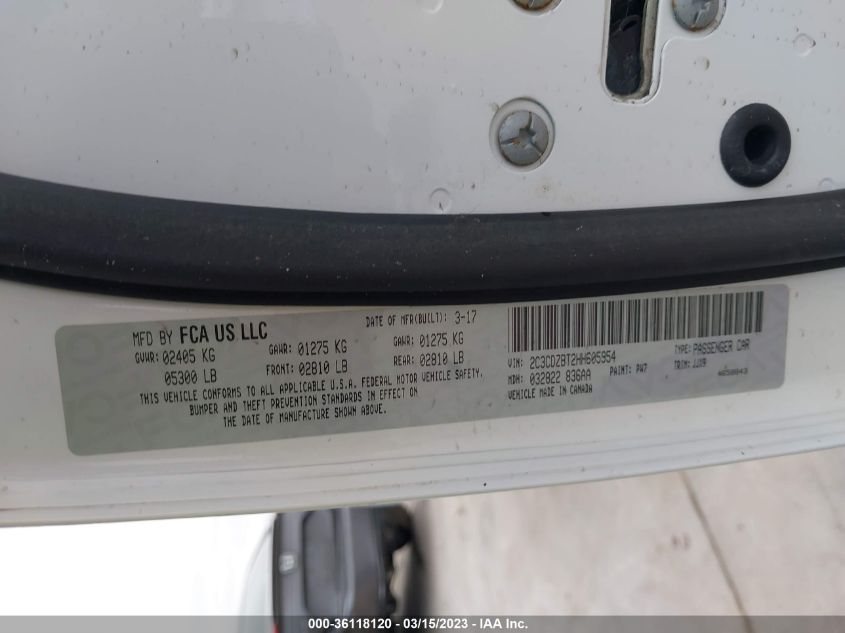 MFD BY FCA US LLC
DATE OF MFR(BUILT): 3-17
GVWR: 02405 KG
GAWR: 01275 KG
GAWR: 01275 KG
05300 LB
FRONT: 02810 LB
REAR: 02810 LB
THIS VEHICLE CONFORMS TO ALL APPLICABLE U.S.A. FEDERAL MOTOR VEHICLE SAFETY,
BUMPER AND THEFT PREVENTION STANDARDS IN EFFECT ON
THE DATE OF MANUFACTURE SHOWN ABOVE.
VIN: 2C3CDZBT2HH605954
TYPE: PASSENGER CAR
MDH: 032822 836AA
PAINT: PW7
TRIM: JJX9
VEHICLE MADE IN CANADA
000-36118120 - 03/15/2023 - IAA Inc.